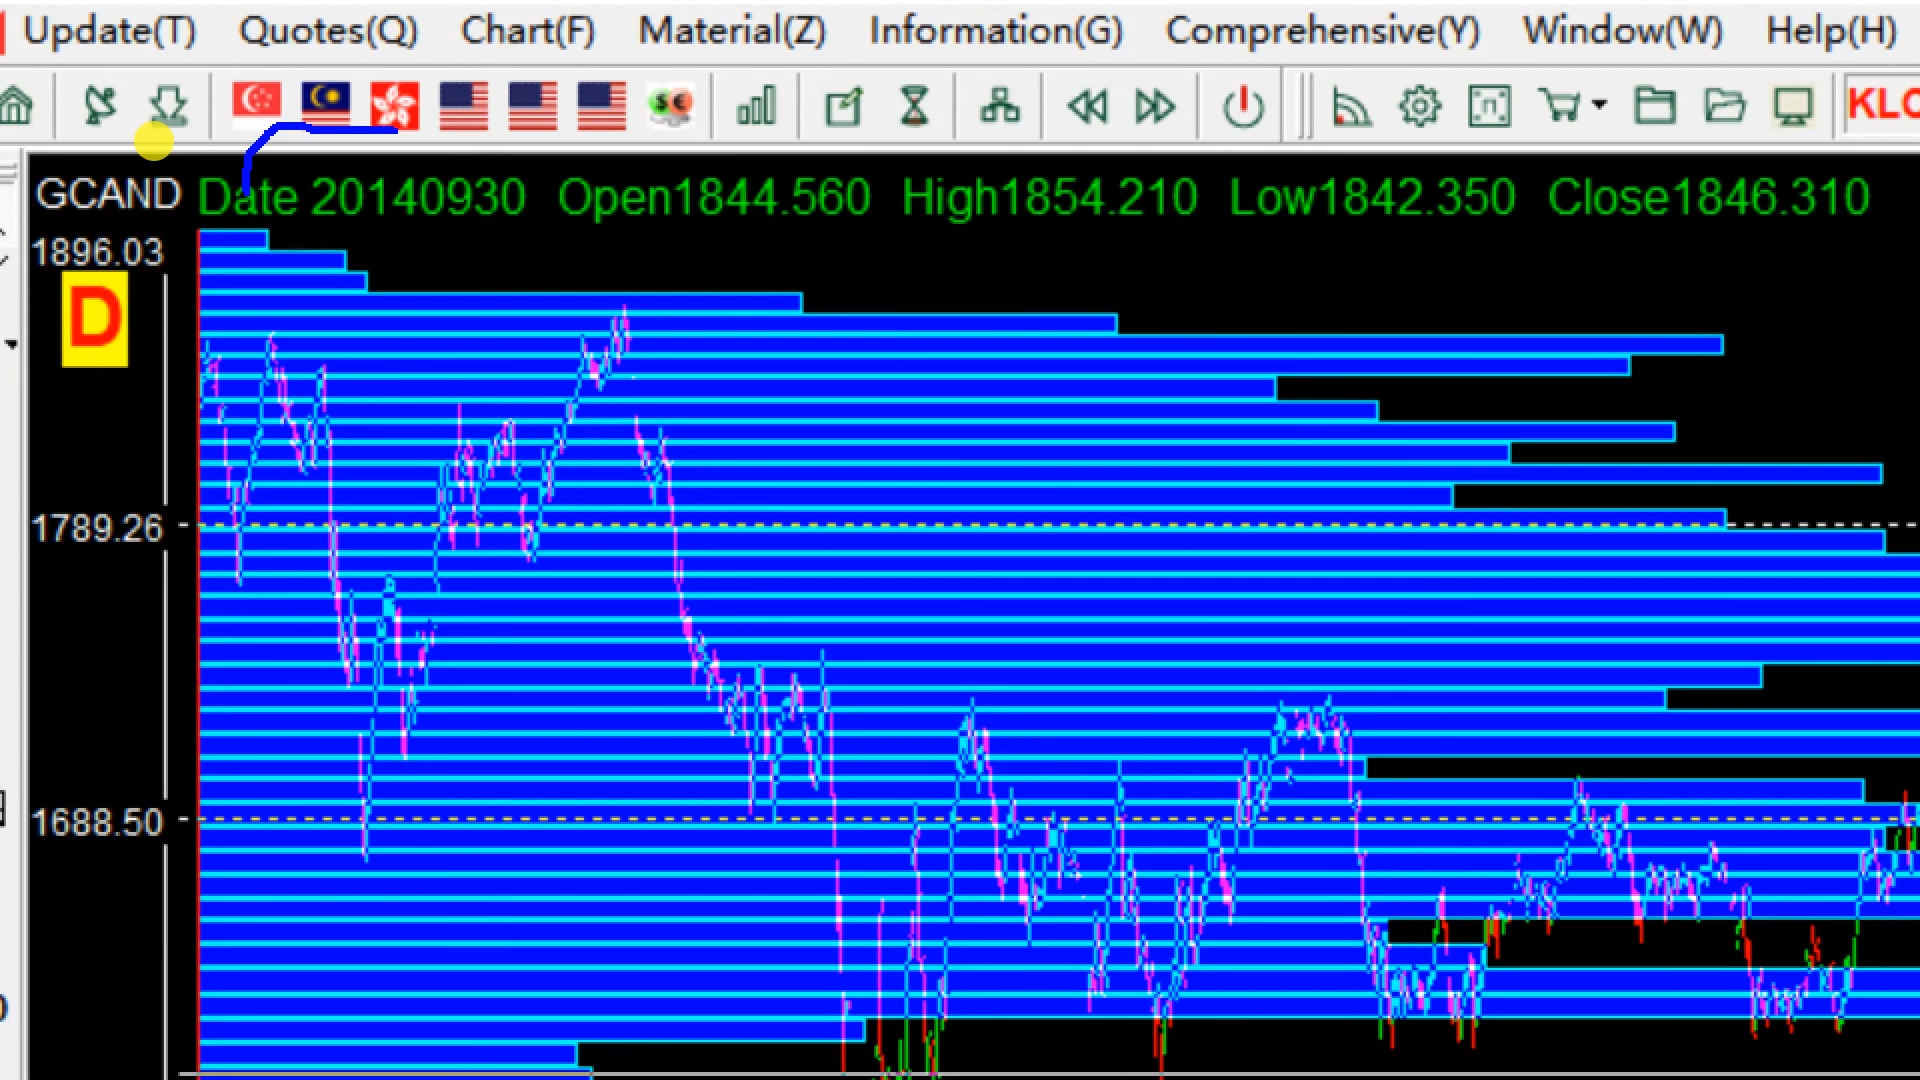 Update(T) Quotes(Q) Chart(F) Material(Z) Information(G) Comprehensive(Y) Window(W) Help(H)
$ €
KLC
GCAND Date 20140930 Open1844.560 High1854.210 Low1842.350 Close1846.310
1896.03
D
1789.26
1688.50